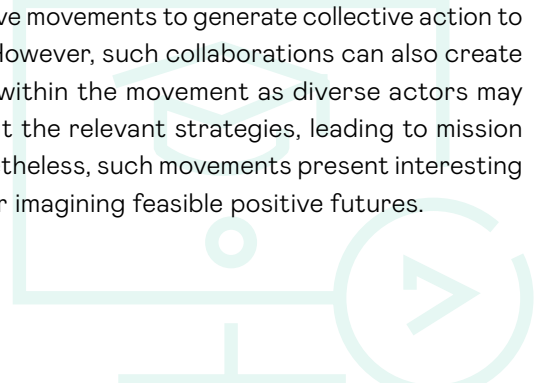 ve movements to generate collective action to
However, such collaborations can also create
within the movement as diverse actors may
t the relevant strategies, leading to mission
theless, such movements present interesting
r imagining feasible positive futures.